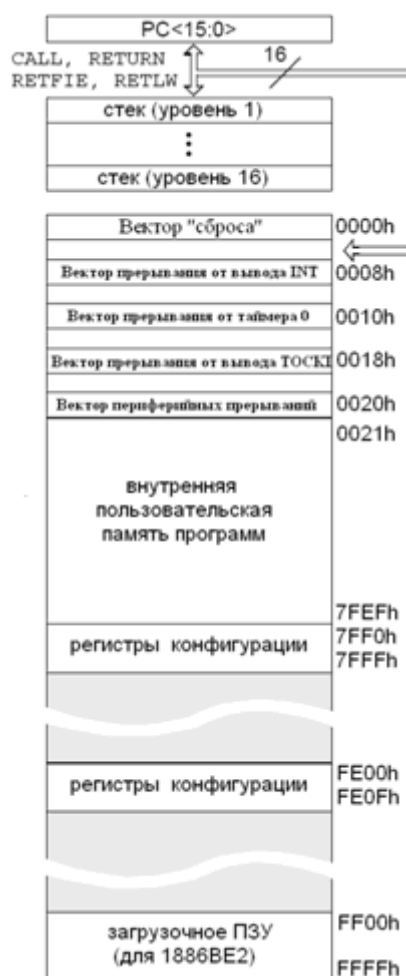 PC<15:0>
CALL, RETURN
16
RETFIE, RETLW
стек (уровень 1)
стек (уровень 16)
Вектор "сброса"
0000h
Вектор прерывания от вывода INT
0008h
Вектор прерывания от таймера 0
0010h
Вектор прерывания от вывода TOCKI
0018h
Вектор периферийных прерываний
0020h
0021h
внутренняя
пользовательская
память программ
7FEFh
регистры конфигурации
7FF0h
7FFFh
регистры конфигурации
FE00h
FE0Fh
загрузочное ПЗУ
(для 1886ВЕ2)
FF00h
FFFFh